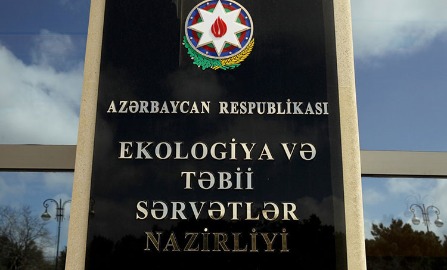 AZƏRBAYCAN RESPUBLİKASI
EKOLOGİYA VƏ
TƏBİİ
SƏRVƏTLƏR
NAZİRLİYİ